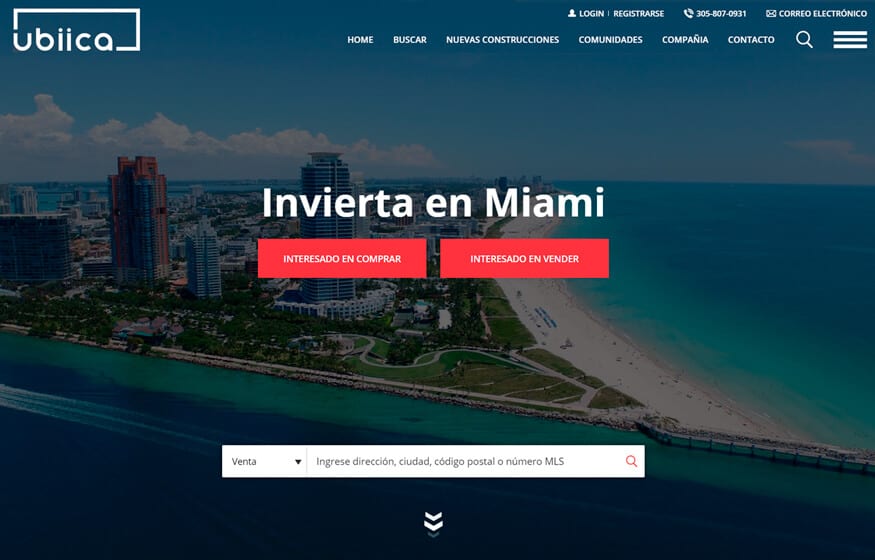 ubiica
LOGIN | REGISTRARSE 305-807-0931 CORREO ELECTRÓNICO
HOME BUSCAR NUEVAS CONSTRUCCIONES COMUNIDADES COMPAÑIA CONTACTO
Invierta en Miami
INTERESADO EN COMPRAR INTERESADO EN VENDER
Venta Ingrese dirección, ciudad, código postal o número MLS